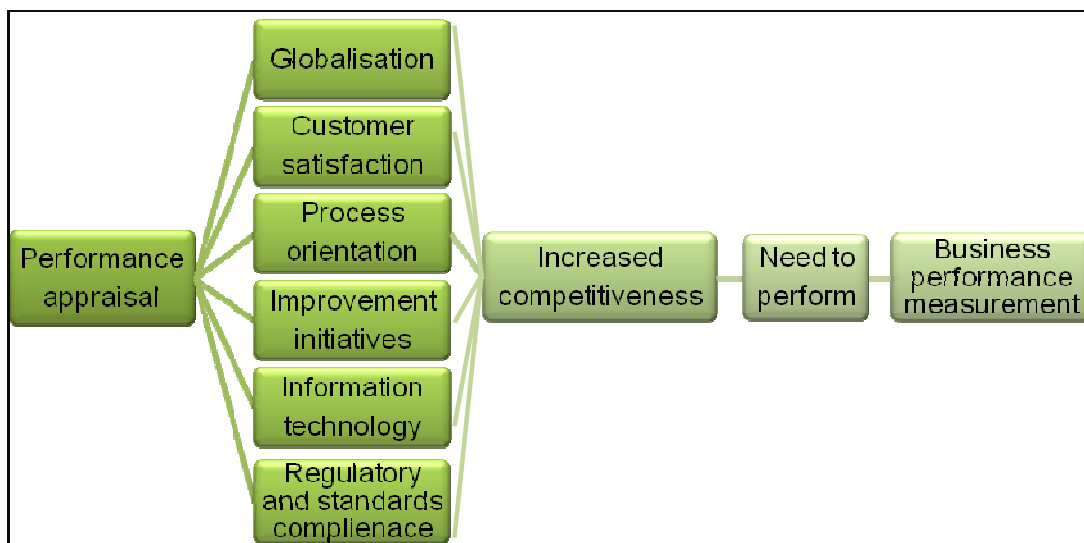 Performance
appraisal
Globalisation
Customer
satisfaction
Process
orientation
Improvement
initiatives
Information
technology
Regulatory
and standards
complienace
Increased
competitiveness
Need to
perform
Business
performance
measurement